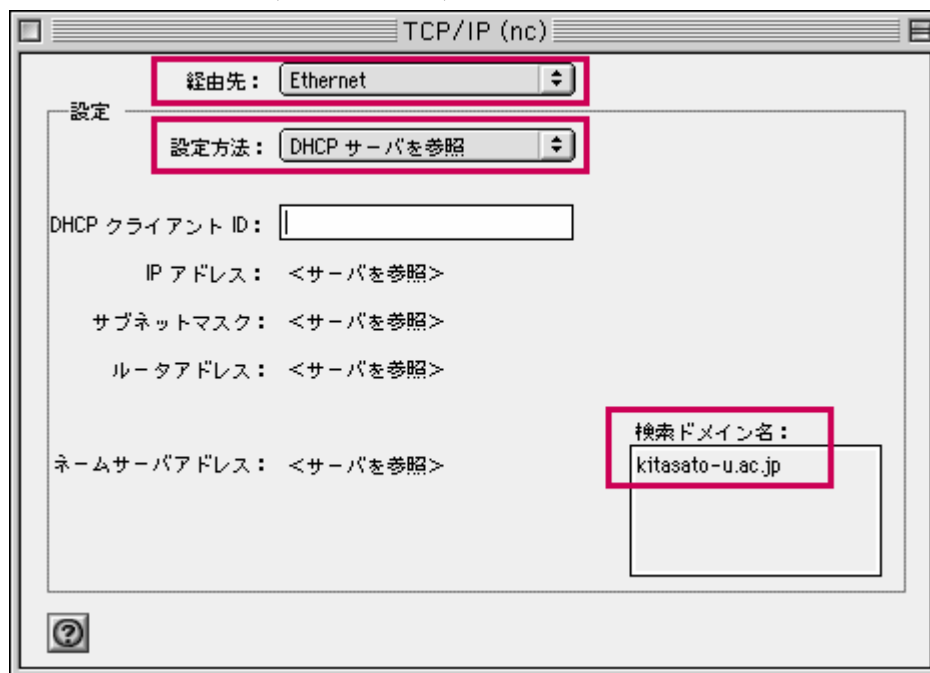 TCP/IP (nc)
経由先： Ethernet
設定
設定方法： DHCP サーバを参照
DHCP クライアント ID：
IP アドレス： ＜サーバを参照＞
サブネットマスク： ＜サーバを参照＞
ルータアドレス： ＜サーバを参照＞
検索ドメイン名：
ネームサーバアドレス： ＜サーバを参照＞ kitasato-u.ac.jp
?